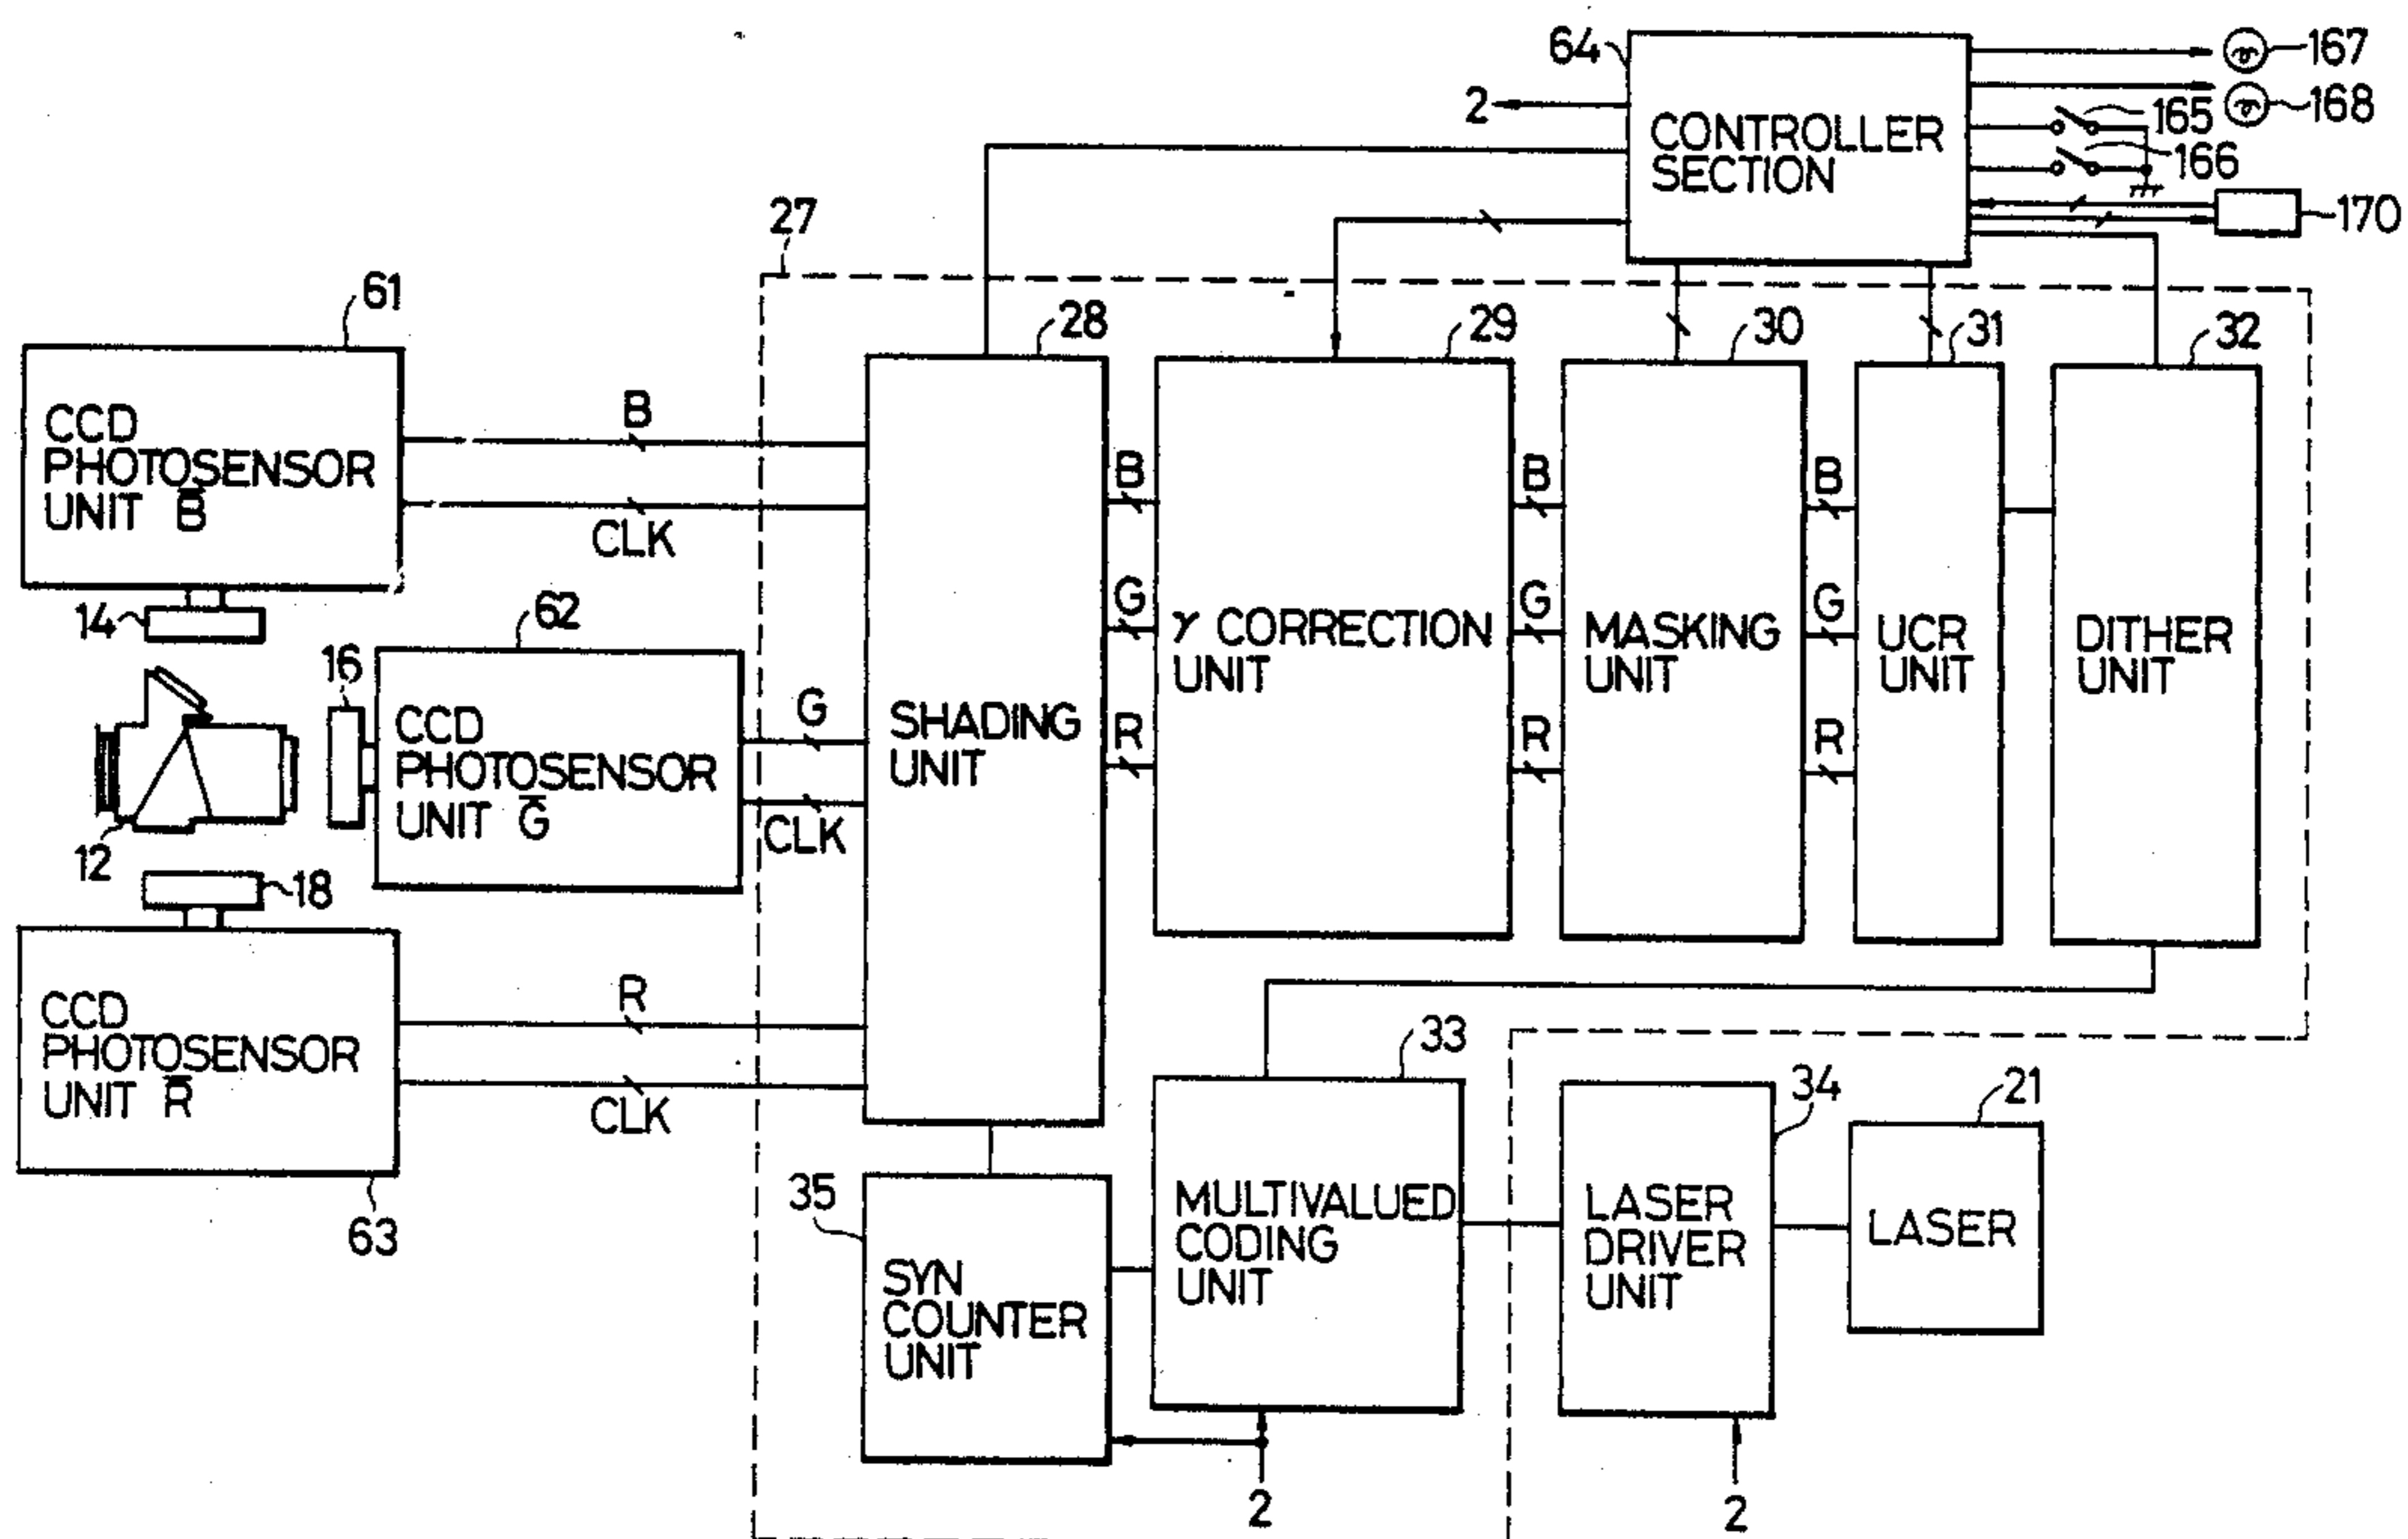 64
167
168
2
CONTROLLER
SECTION
165
166
170
27
61
28
29
30
31
32
CCD
PHOTOSENSOR
UNIT B̅
B
CLK
14
62
16
CCD
PHOTOSENSOR
UNIT G̅
G
CLK
12
18
SHADING
UNIT
B
G
R
γ CORRECTION
UNIT
B
G
R
MASKING
UNIT
B
G
R
UCR
UNIT
DITHER
UNIT
CCD
PHOTOSENSOR
UNIT R̅
R
CLK
63
33
34
21
35
SYN
COUNTER
UNIT
MULTIVALUED
CODING
UNIT
LASER
DRIVER
UNIT
LASER
2
2